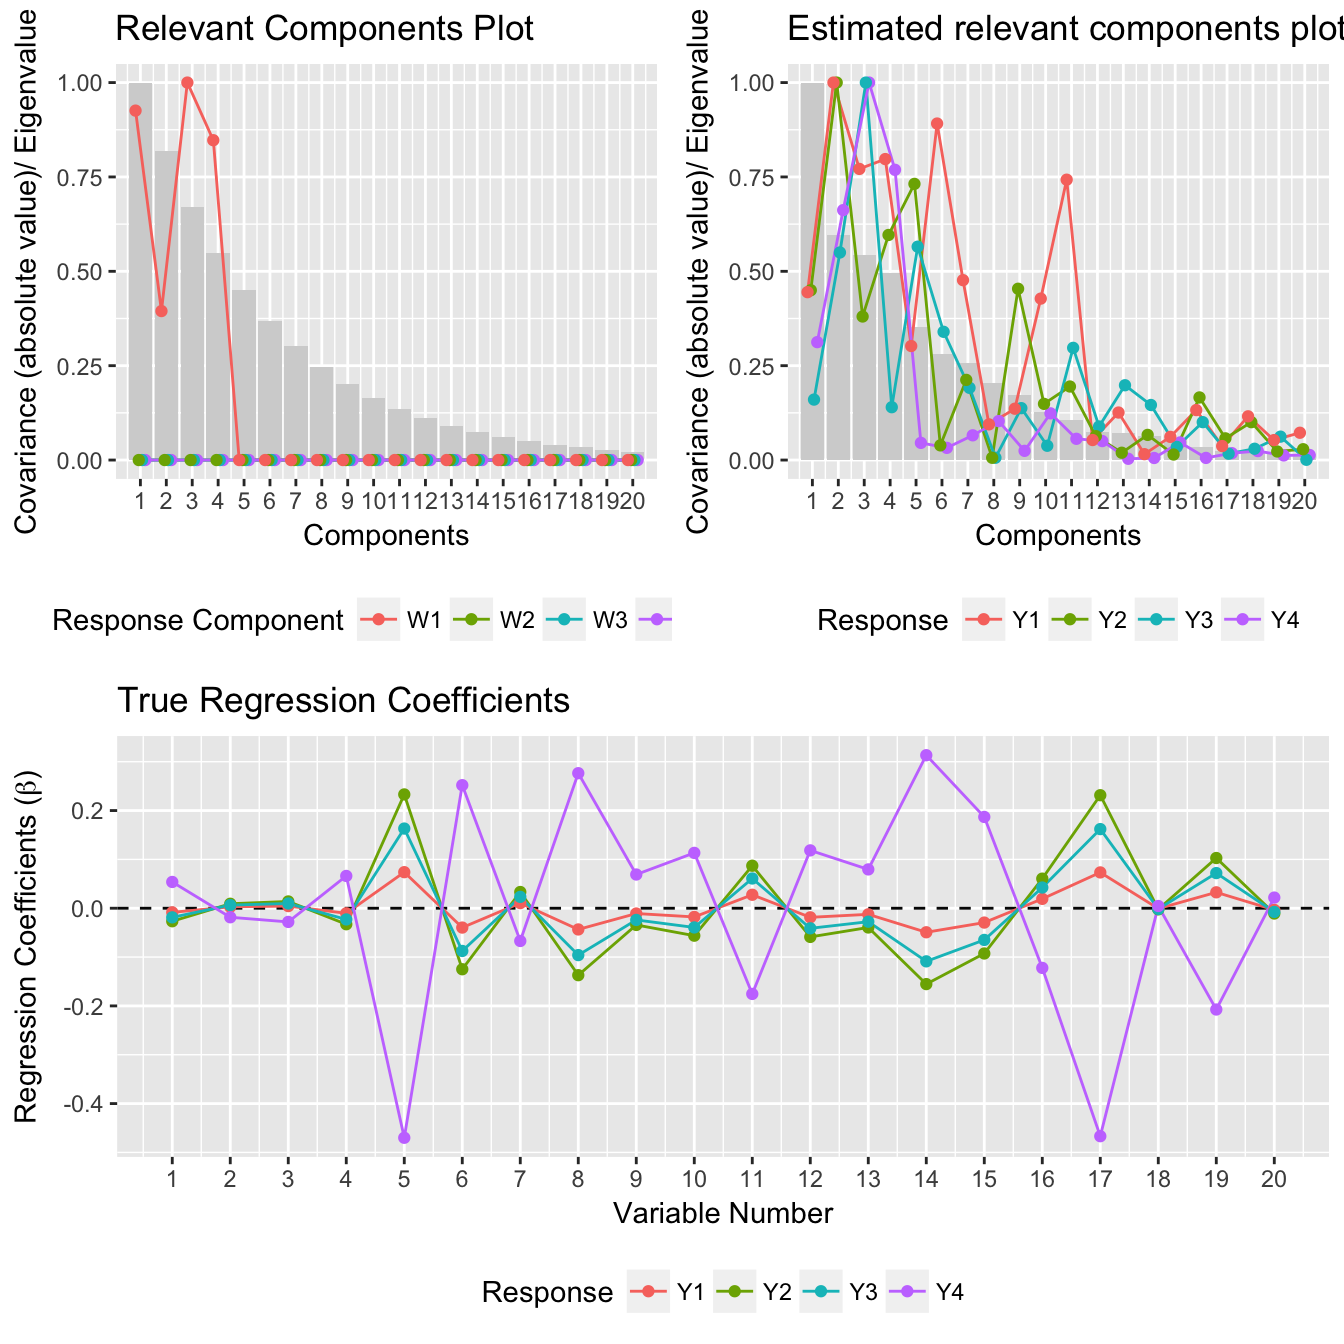 Relevant Components Plot
Covariance (absolute value)/ Eigenvalue
1.00
0.75
0.50
0.25
0.00
1 2 3 4 5 6 7 8 9 10 11 12 13 14 15 16 17 18 19 20
Components
Response Component W1 W2 W3
Estimated relevant components plot
Covariance (absolute value)/ Eigenvalue
1.00
0.75
0.50
0.25
0.00
1 2 3 4 5 6 7 8 9 10 11 12 13 14 15 16 17 18 19 20
Components
Response Y1 Y2 Y3 Y4
True Regression Coefficients
Regression Coefficients (β)
0.2
0.0
-0.2
-0.4
1 2 3 4 5 6 7 8 9 10 11 12 13 14 15 16 17 18 19 20
Variable Number
Response Y1 Y2 Y3 Y4